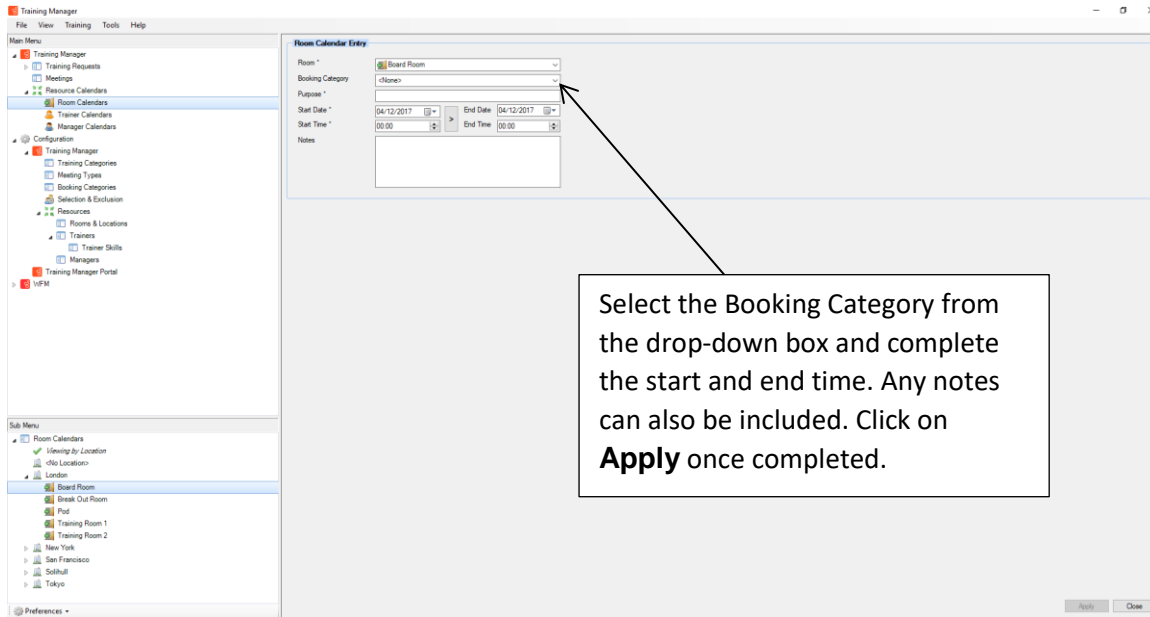 Training Manager
File View Training Tools Help
Main Menu
Training Manager
Training Requests
Meetings
Resource Calendars
Room Calendars
Trainer Calendars
Manager Calendars
Configuration
Training Manager
Training Categories
Meeting Types
Booking Categories
Selection & Exclusion
Resources
Rooms & Locations
Trainers
Trainer Skills
Managers
Training Manager Portal
WFM
Sub Menu
Room Calendars
Viewing by Location
<No Location>
London
Board Room
Break Out Room
Pod
Training Room 1
Training Room 2
New York
San Francisco
Solihull
Tokyo
Preferences
Room Calendar Entry
Room * Board Room
Booking Category <None>
Purpose *
Start Date * 04/12/2017 > End Date 04/12/2017
Start Time * 00:00 End Time 00:00
Notes
Select the Booking Category from
the drop-down box and complete
the start and end time. Any notes
can also be included. Click on
Apply once completed.
Apply Close